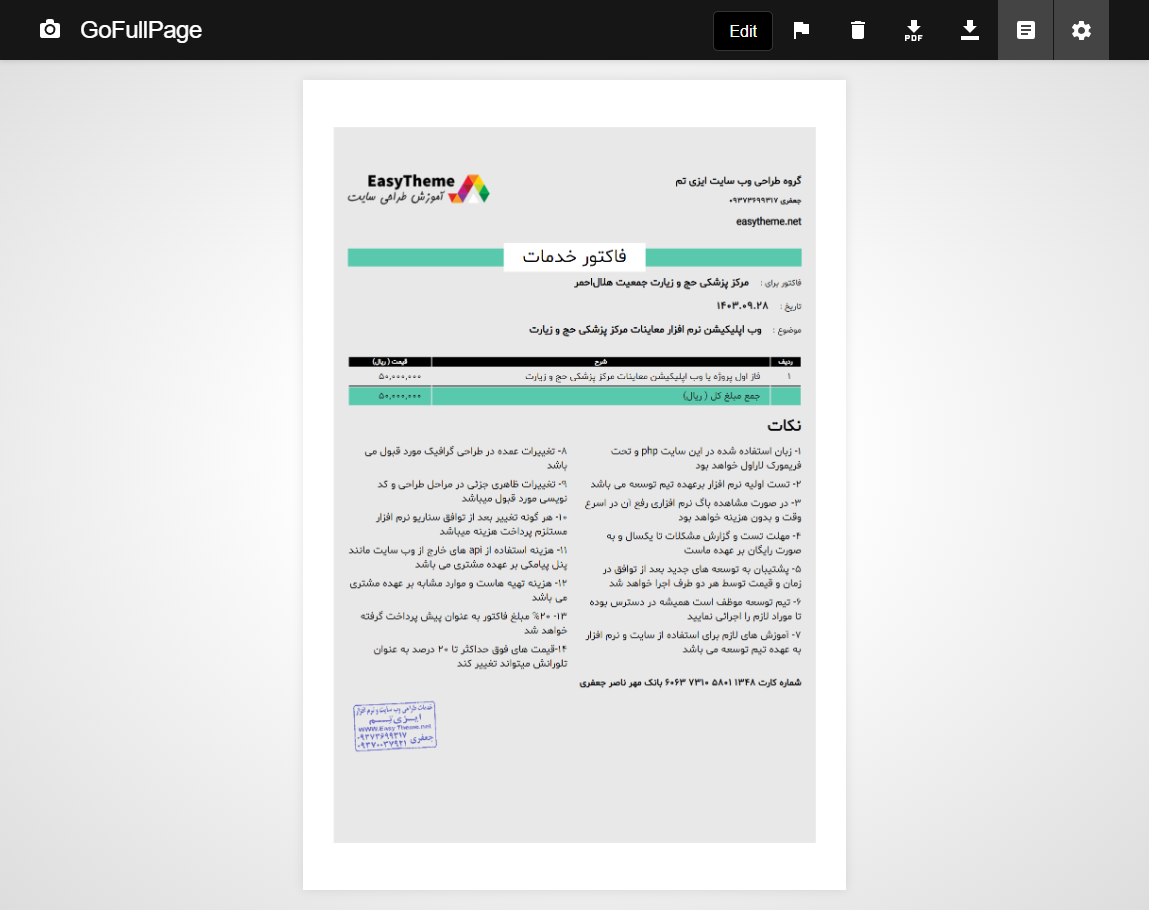 GoFullPage
Edit
PDF
گروه طراحی وب سایت ایزی تم
جعفری ۰۹۳۷۳۶۹۹۳۱۷
easytheme.net
EasyTheme
آموزش طراحی سایت
فاکتور خدمات
فاکتور برای : مرکز پزشکی حج و زیارت جمعیت هلال‌احمر
تاریخ : ۱۴۰۳.۰۹.۲۸
موضوع : وب اپلیکیشن نرم افزار معاینات مرکز پزشکی حج و زیارت
ردیف شرح قیمت ( ریال)
۱ فاز اول پروژه یا وب اپلیکیشن معاینات مرکز پزشکی حج و زیارت ۵۰,۰۰۰,۰۰۰
جمع مبلغ کل ( ریال) ۵۰,۰۰۰,۰۰۰
نکات
۱- زبان استفاده شده در این سایت php و تحت
فریمورک لاراول خواهد بود
۲- تست اولیه نرم افزار برعهده تیم توسعه می باشد
۳- در صورت مشاهده باگ نرم افزاری رفع آن در اسرع
وقت و بدون هزینه خواهد بود
۴- مهلت تست و گزارش مشکلات تا یکسال و به
صورت رایگان بر عهده ماست
۵- پشتیبان به توسعه های جدید بعد از توافق در
زمان و قیمت توسط هر دو طرف اجرا خواهد شد
۶- تیم توسعه موظف است همیشه در دسترس بوده
تا موراد لازم را اجرائی نمایید
۷- آموزش های لازم برای استفاده از سایت و نرم افزار
به عهده تیم توسعه می باشد
۸- تغییرات عمده در طراحی گرافیک مورد قبول می
باشد
۹- تغییرات ظاهری جزئی در مراحل طراحی و کد
نویسی مورد قبول میباشد
۱۰- هر گونه تغییر بعد از توافق سناریو نرم افزار
مستلزم پرداخت هزینه میباشد
۱۱- هزینه استفاده از api های خارج از وب سایت مانند
پنل پیامکی بر عهده مشتری می باشد
۱۲- هزینه تهیه هاست و موارد مشابه بر عهده مشتری
می باشد
۱۳- ۲۰% مبلغ فاکتور به عنوان پیش پرداخت گرفته
خواهد شد
۱۴-قیمت های فوق حداکثر تا ۲۰ درصد به عنوان
تلورانش میتواند تغییر کند
شماره کارت ۱۳۴۸ ۵۸۰۱ ۷۳۱۰ ۶۰۶۳ بانک مهر ناصر جعفری
خدمات طراحی وب سایت و نرم افزار
ایـزی تـم
WWW.Easy Theme.net
۰۹۳۷۳۶۹۹۳۱۷
جعفری ۰۹۳۷۰۰۳۷۹۲۱